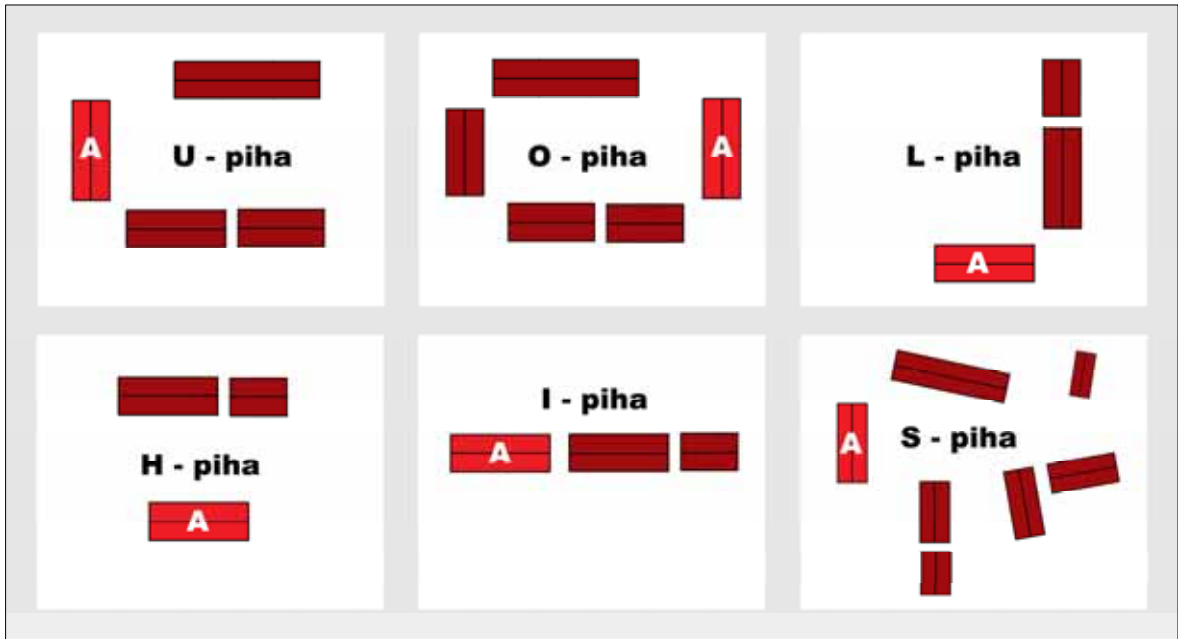 A
U - piha
O - piha
A
L - piha
A
H - piha
A
I - piha
A
A
S - piha